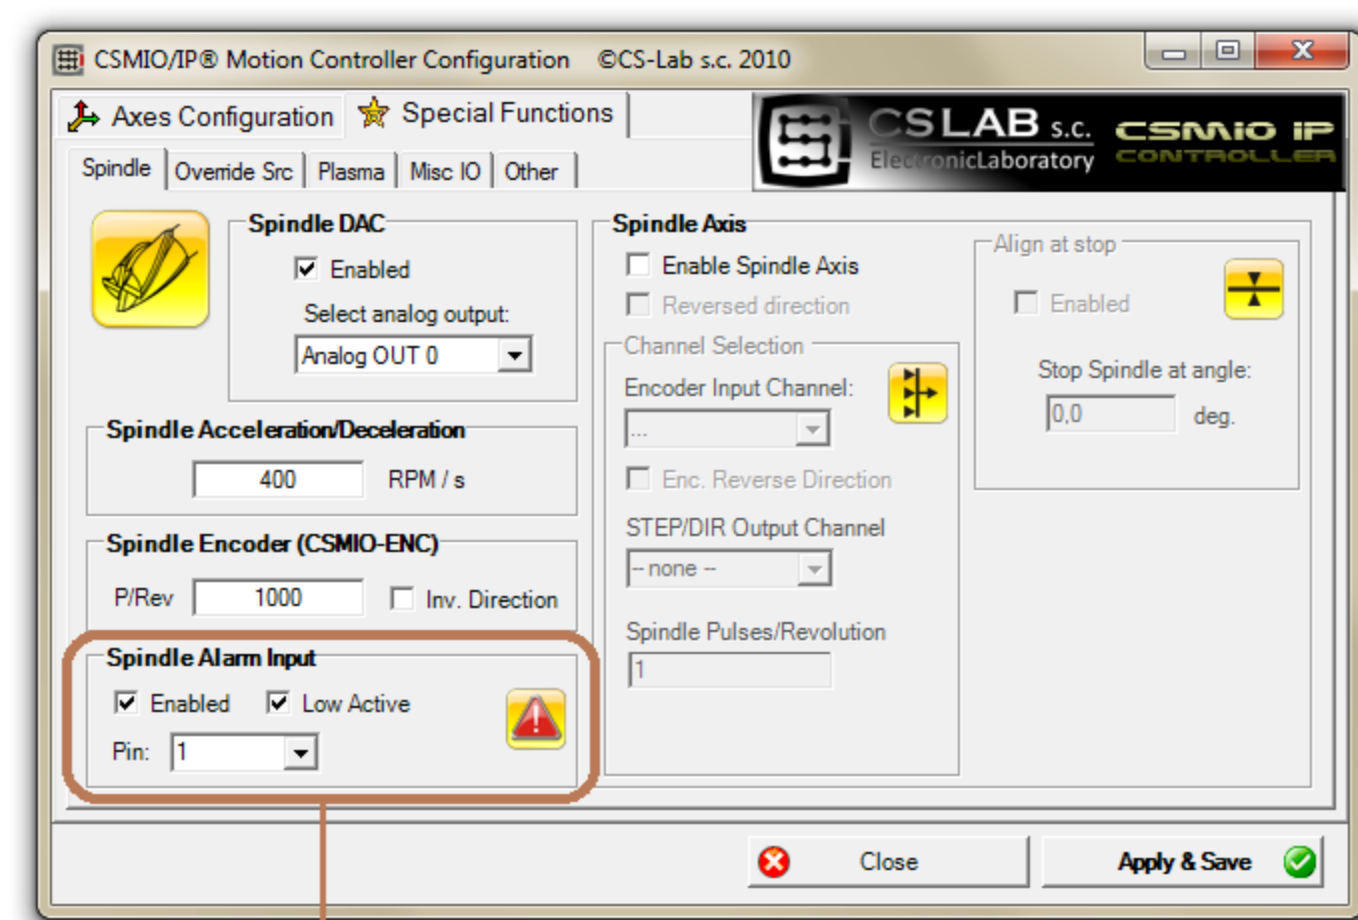 CSMIO/IP® Motion Controller Configuration ©CS-Lab s.c. 2010
Axes Configuration Special Functions
CSLAB s.c.
ElectronicLaboratory
CSMIO IP
CONTROLLER
Spindle Override Src Plasma Misc IO Other
Spindle DAC
Enabled
Select analog output:
Analog OUT 0
Spindle Acceleration/Deceleration
400 RPM / s
Spindle Encoder (CSMIO-ENC)
P/Rev 1000 Inv. Direction
Spindle Alarm Input
Enabled Low Active
Pin: 1
Spindle Axis
Enable Spindle Axis
Reversed direction
Channel Selection
Encoder Input Channel:
...
Enc. Reverse Direction
STEP/DIR Output Channel
-- none --
Spindle Pulses/Revolution
1
Align at stop
Enabled
Stop Spindle at angle:
0,0 deg.
Close Apply & Save